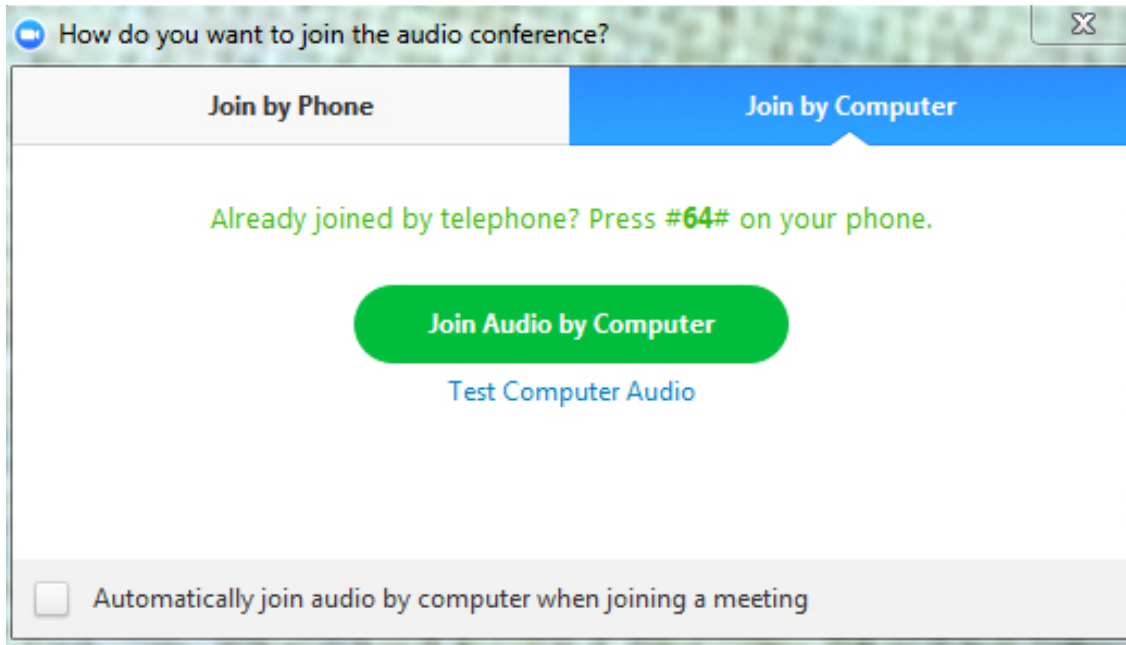 How do you want to join the audio conference?
Join by Phone
Join by Computer
Already joined by telephone? Press #64# on your phone.
Join Audio by Computer
Test Computer Audio
Automatically join audio by computer when joining a meeting